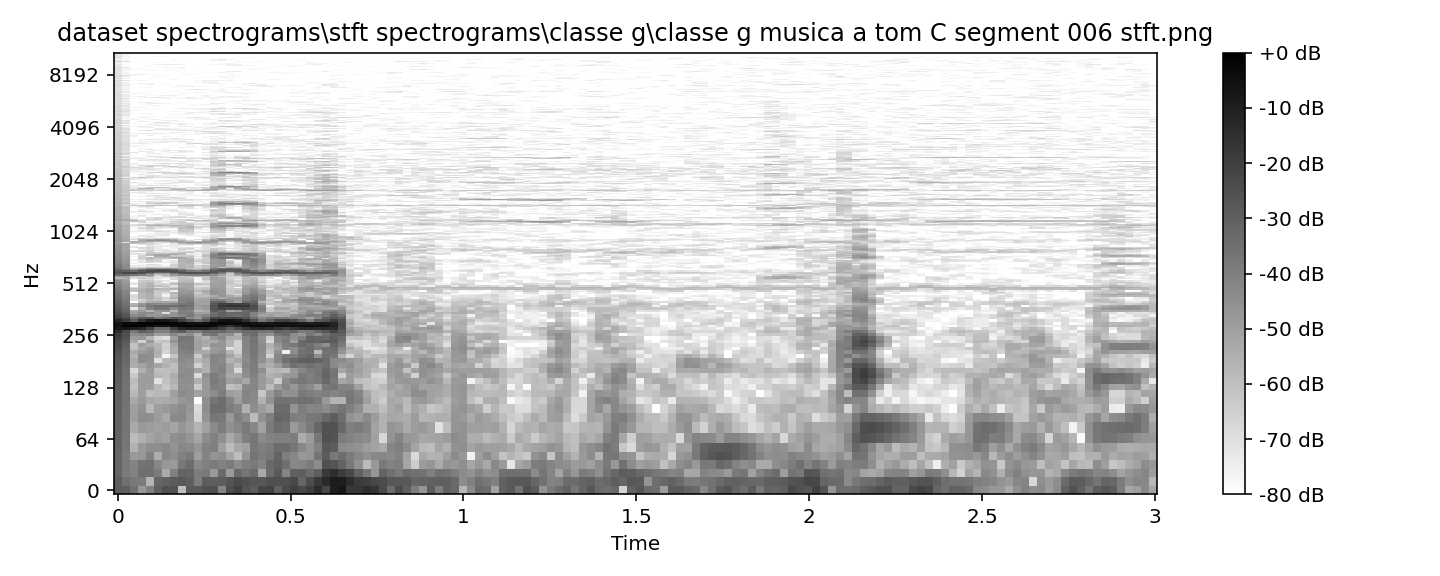 dataset spectrograms\stft spectrograms\classe g\classe g musica a tom C segment 006 stft.png
8192
4096
2048
1024
512
256
128
64
0
Hz
0
0.5
1
1.5
2
2.5
3
Time
+0 dB
-10 dB
-20 dB
-30 dB
-40 dB
-50 dB
-60 dB
-70 dB
-80 dB